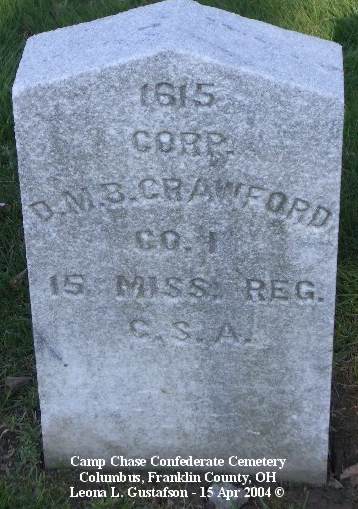 1615
CORP.
D.M.B. CRAWFORD
CO. I
15. MISS. REG.
C.S.A.
Camp Chase Confederate Cemetery
Columbus, Franklin County, OH
Leona L. Gustafson - 15 Apr 2004 ©